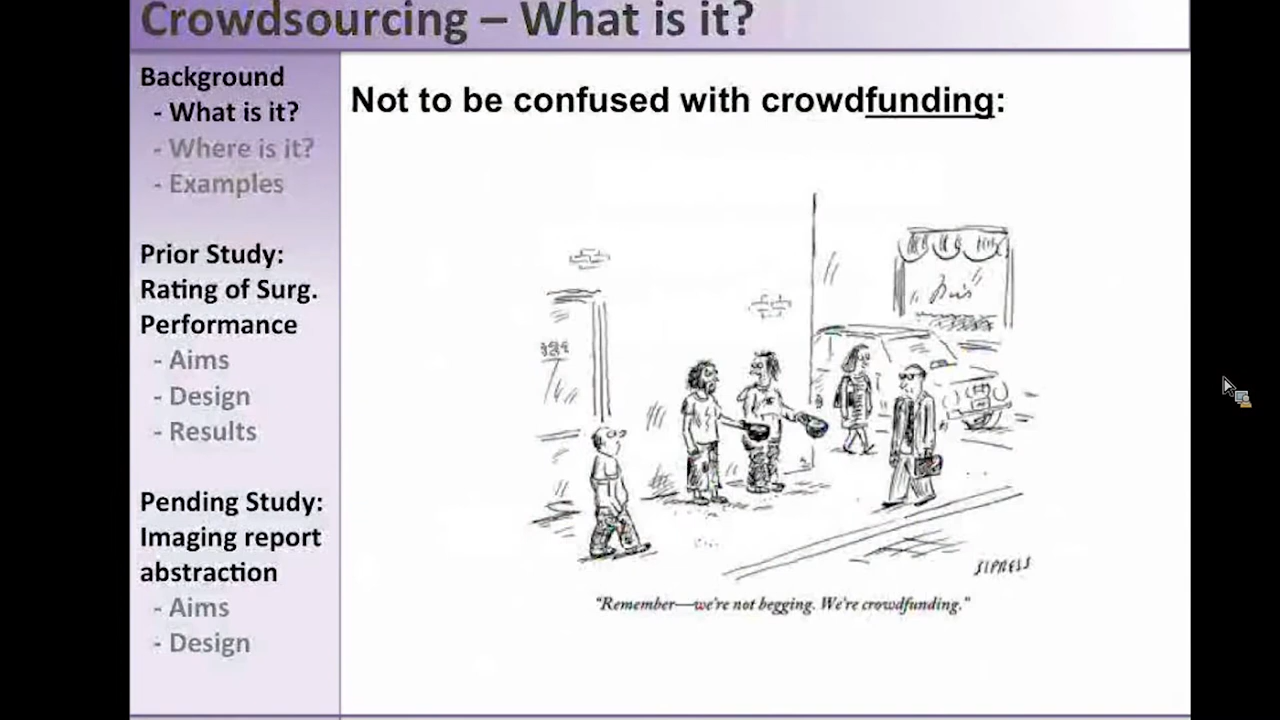 Crowdsourcing – What is it?
Background
- What is it?
- Where is it?
- Examples
Prior Study:
Rating of Surg.
Performance
- Aims
- Design
- Results
Pending Study:
Imaging report
abstraction
- Aims
- Design
Not to be confused with crowdfunding:
SIPRESS
"Remember—we're not begging. We're crowdfunding."